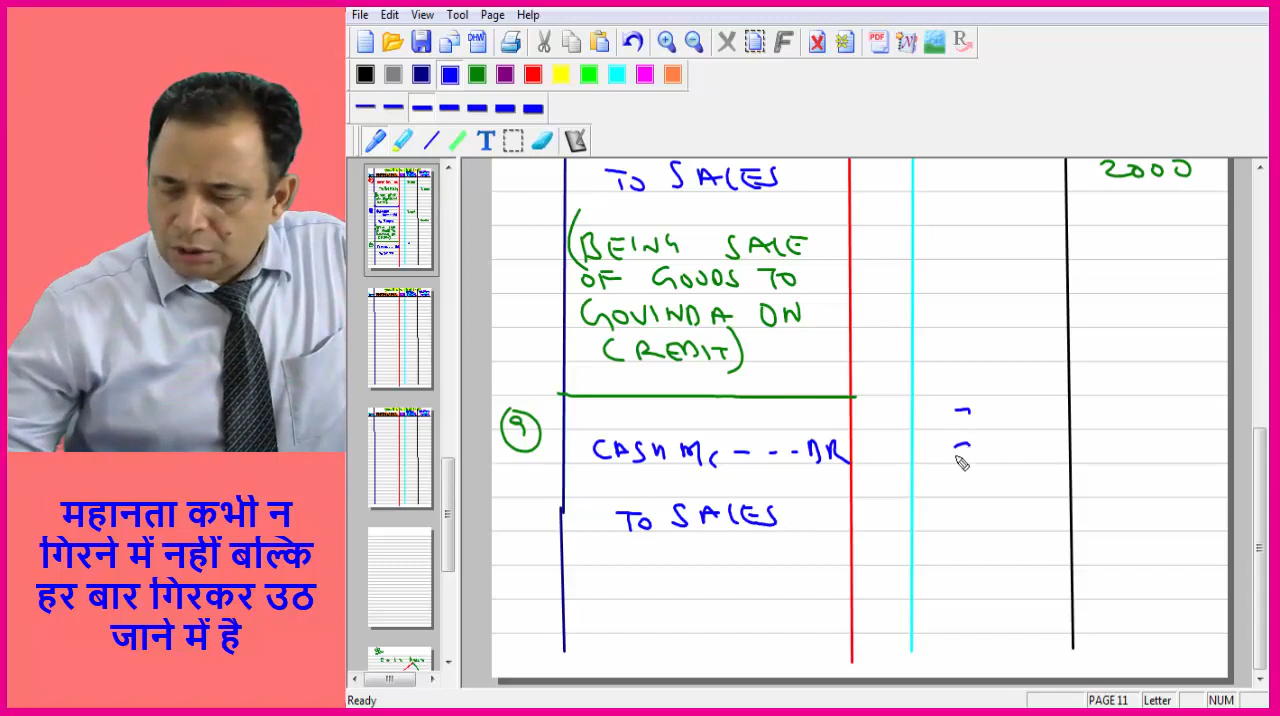 File Edit View Tool Page Help
PDF
TO SALES 2000
(BEING SALE
OF GOODS TO
GOVINDA ON
CREDIT)
9
CASH A/C - - - - DR
TO SALES
महानता कभी न
गिरने में नहीं बल्कि
हर बार गिरकर उठ
जाने में है
Ready PAGE 11 Letter NUM